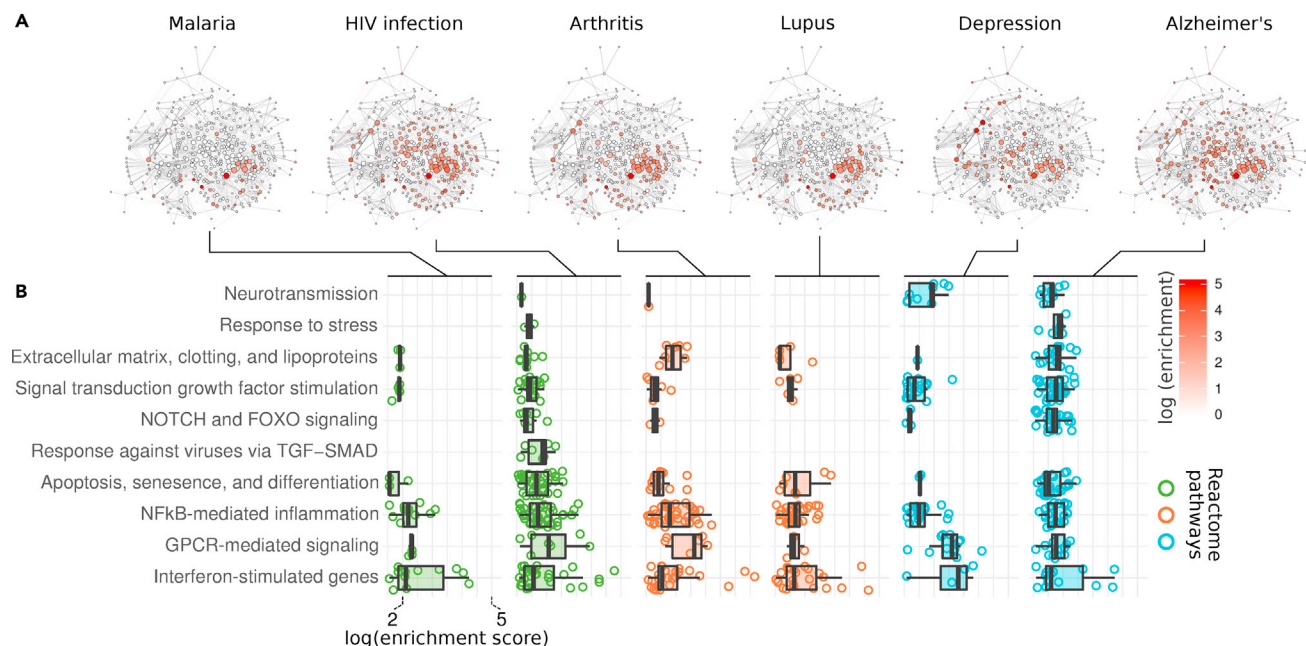 A
Malaria
HIV infection
Arthritis
Lupus
Depression
Alzheimer's
B
Neurotransmission
Response to stress
Extracellular matrix, clotting, and lipoproteins
Signal transduction growth factor stimulation
NOTCH and FOXO signaling
Response against viruses via TGF−SMAD
Apoptosis, senesence, and differentiation
NFkB-mediated inflammation
GPCR-mediated signaling
Interferon-stimulated genes
2
5
log(enrichment score)
log (enrichment)
5
4
3
2
1
0
Reactome
pathways